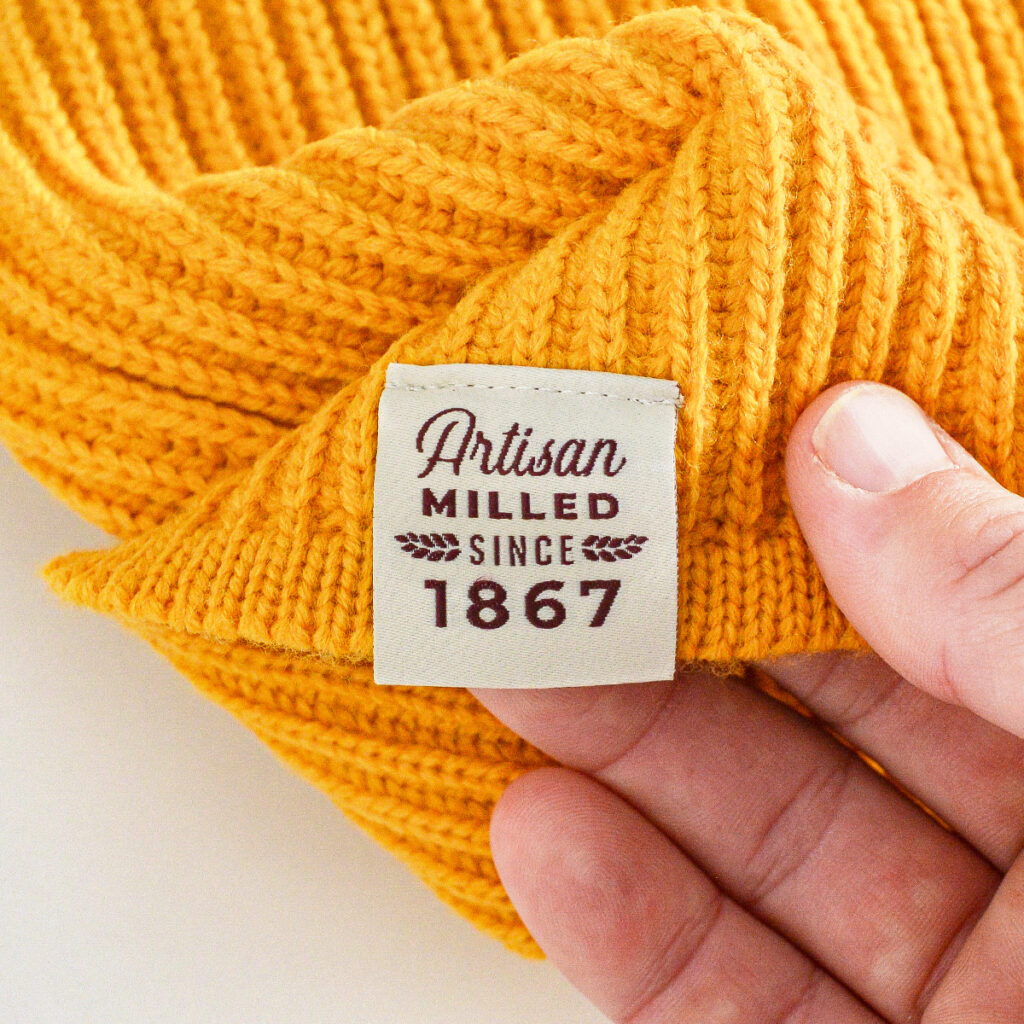 Artisan
MILLED
SINCE
1867